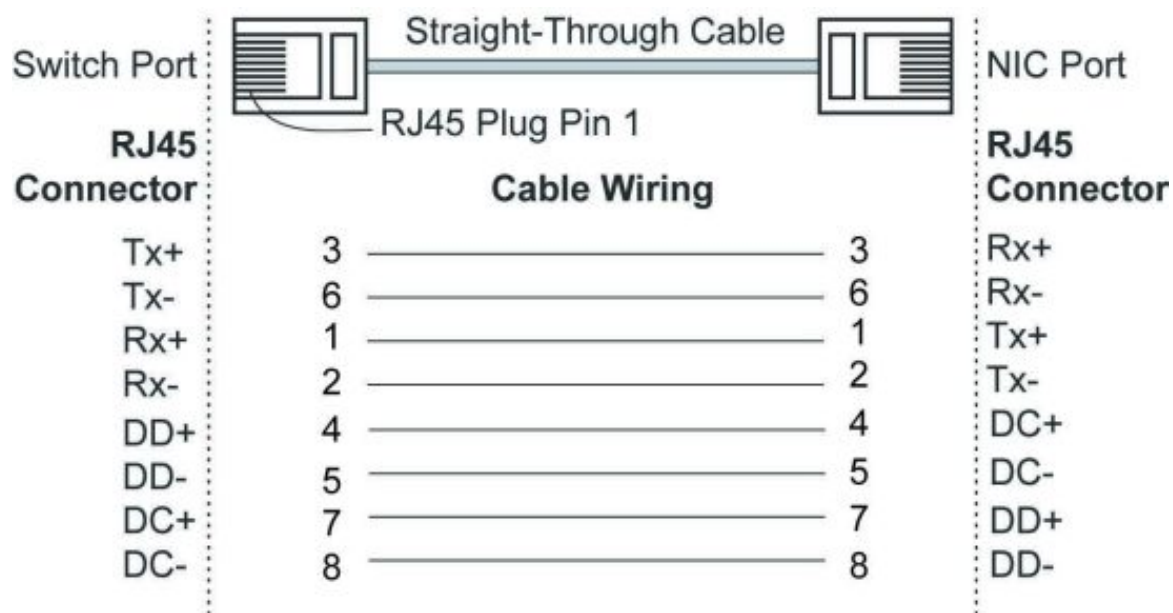 Straight-Through Cable
Switch Port NIC Port
RJ45 Plug Pin 1
RJ45 Connector Cable Wiring RJ45 Connector
Tx+ 3 3 Rx+
Tx- 6 6 Rx-
Rx+ 1 1 Tx+
Rx- 2 2 Tx-
DD+ 4 4 DC+
DD- 5 5 DC-
DC+ 7 7 DD+
DC- 8 8 DD-